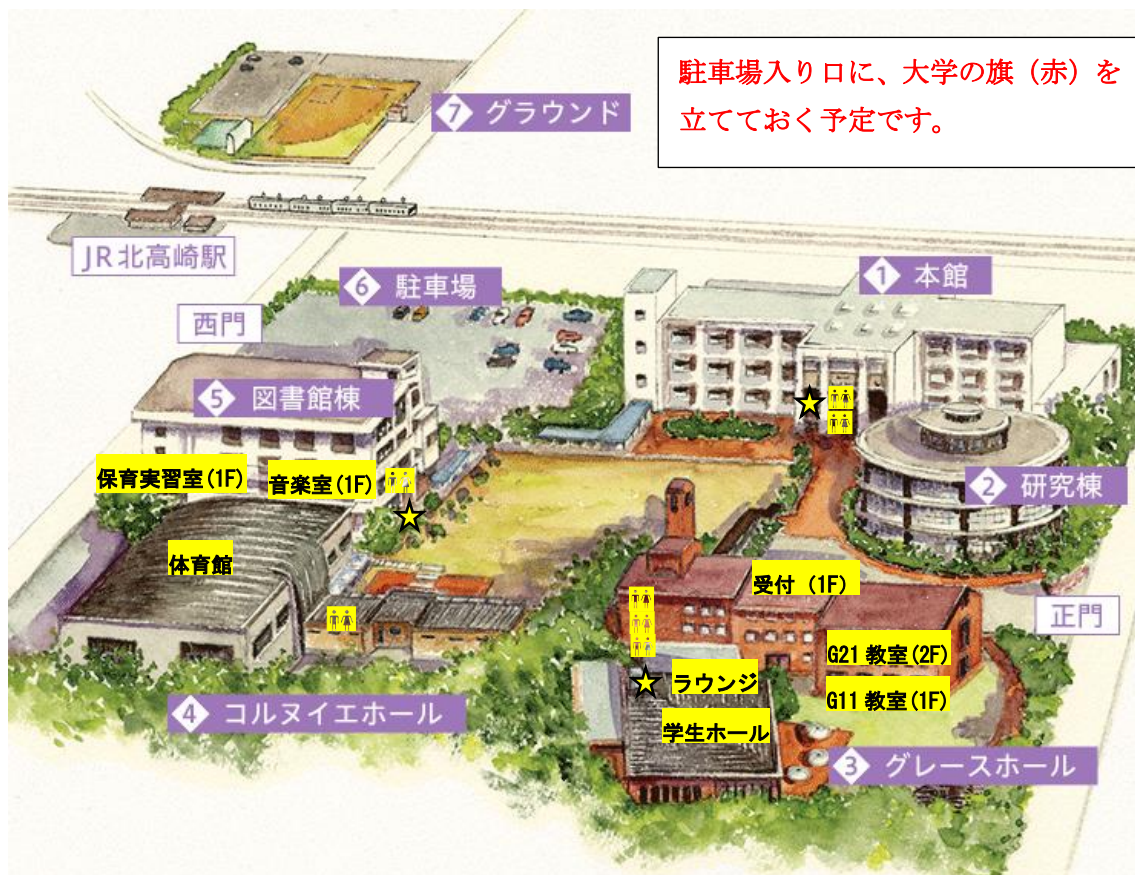 駐車場入り口に、大学の旗（赤）を
立てておく予定です。
7 グラウンド
JR北高崎駅
6 駐車場
1 本館
西門
5 図書館棟
保育実習室(1F)
音楽室(1F)
2 研究棟
体育館
受付（1F）
正門
G21 教室(2F)
ラウンジ
G11 教室(1F)
4 コルヌイエホール
学生ホール
3 グレースホール